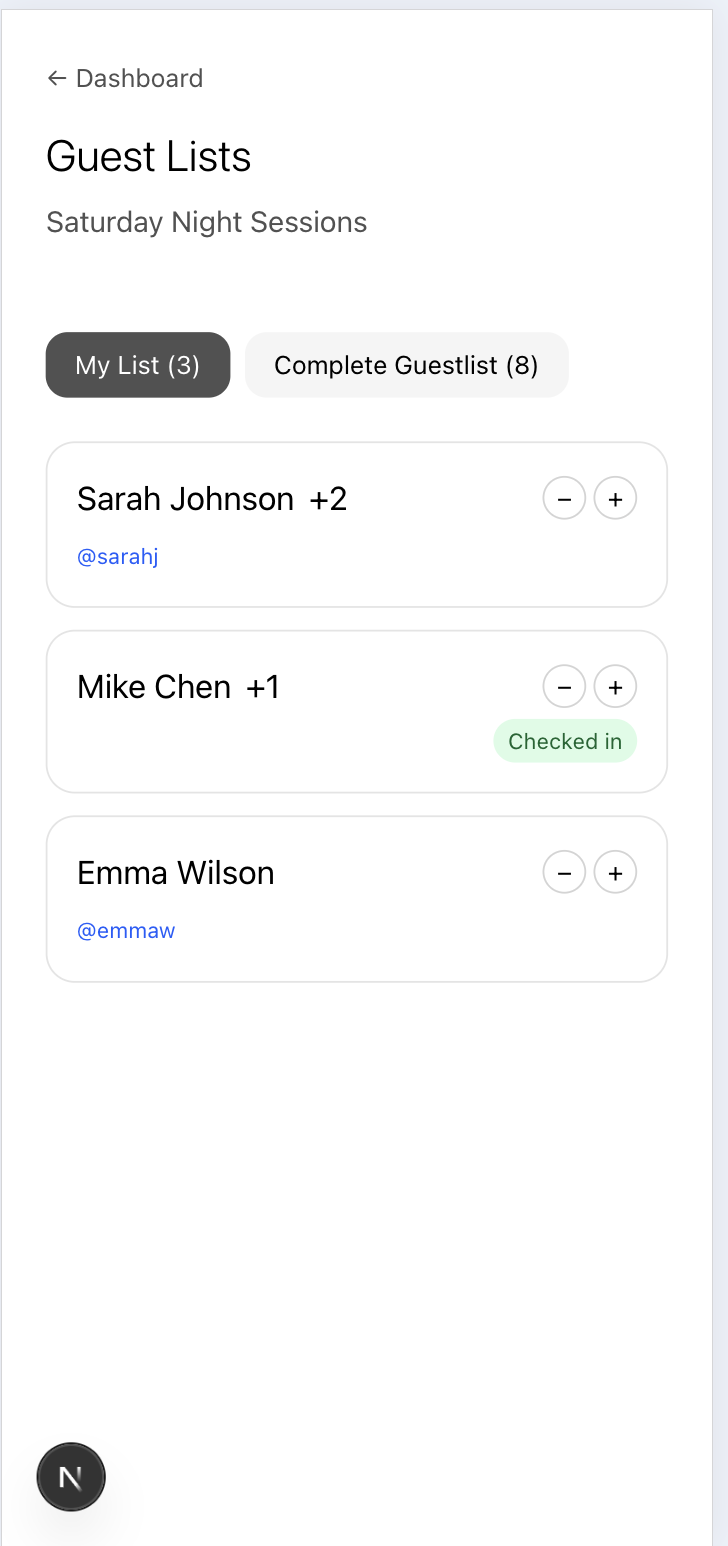 ← Dashboard
Guest Lists
Saturday Night Sessions
My List (3) Complete Guestlist (8)
Sarah Johnson +2 − +
@sarahj
Mike Chen +1 − +
Checked in
Emma Wilson − +
@emmaw
N